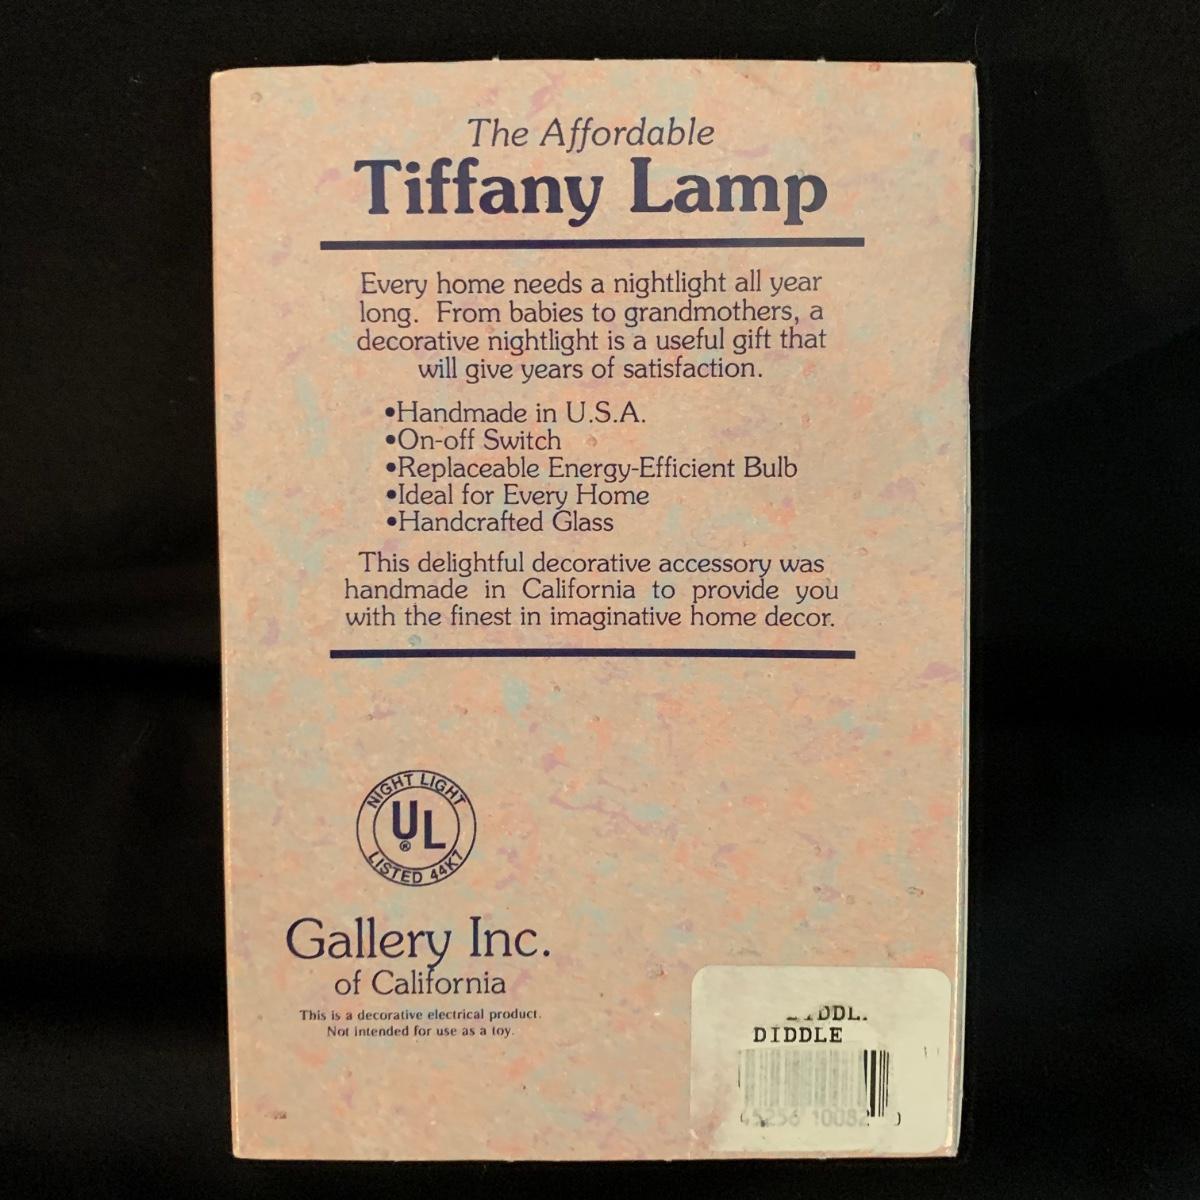 The Affordable
Tiffany Lamp
Every home needs a nightlight all year
long. From babies to grandmothers, a
decorative nightlight is a useful gift that
will give years of satisfaction.
•Handmade in U.S.A.
•On-off Switch
•Replaceable Energy-Efficient Bulb
•Ideal for Every Home
•Handcrafted Glass
This delightful decorative accessory was
handmade in California to provide you
with the finest in imaginative home decor.
NIGHT LIGHT
UL®
LISTED 44K7
Gallery Inc.
of California
This is a decorative electrical product.
Not intended for use as a toy.
DIDDLE